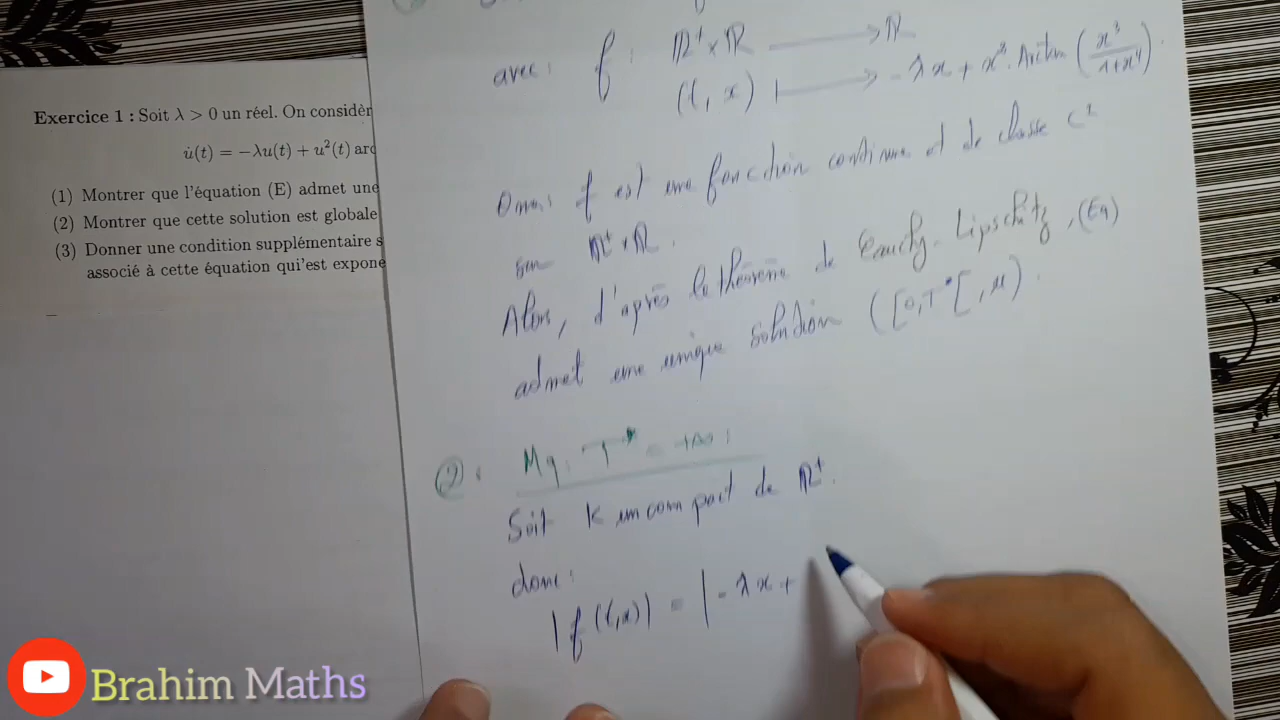 Exercice 1 : Soit λ > 0 un réel. On considèr
u̇(t) = −λu(t) + u²(t) arc
(1) Montrer que l'équation (E) admet une
(2) Montrer que cette solution est globale
(3) Donner une condition supplémentaire s
associé à cette équation qui'est expone
avec : f : ℝ⁺ × ℝ ⟶ ℝ
(t, x) ⟼ - λx + x³. Arctan (x³/(1+x⁴)).
On a : f est une fonction continue et de classe C¹
sur ℝ⁺ × ℝ.
Alors, d'après le théorème de Cauchy-Lipschitz, (E1)
admet une unique solution ([0,T*[, u).
(2) : Mq : T* = +∞ :
Soit K un compact de ℝ⁺.
donc :
|f(t,x)| = |- λx +
Brahim Maths